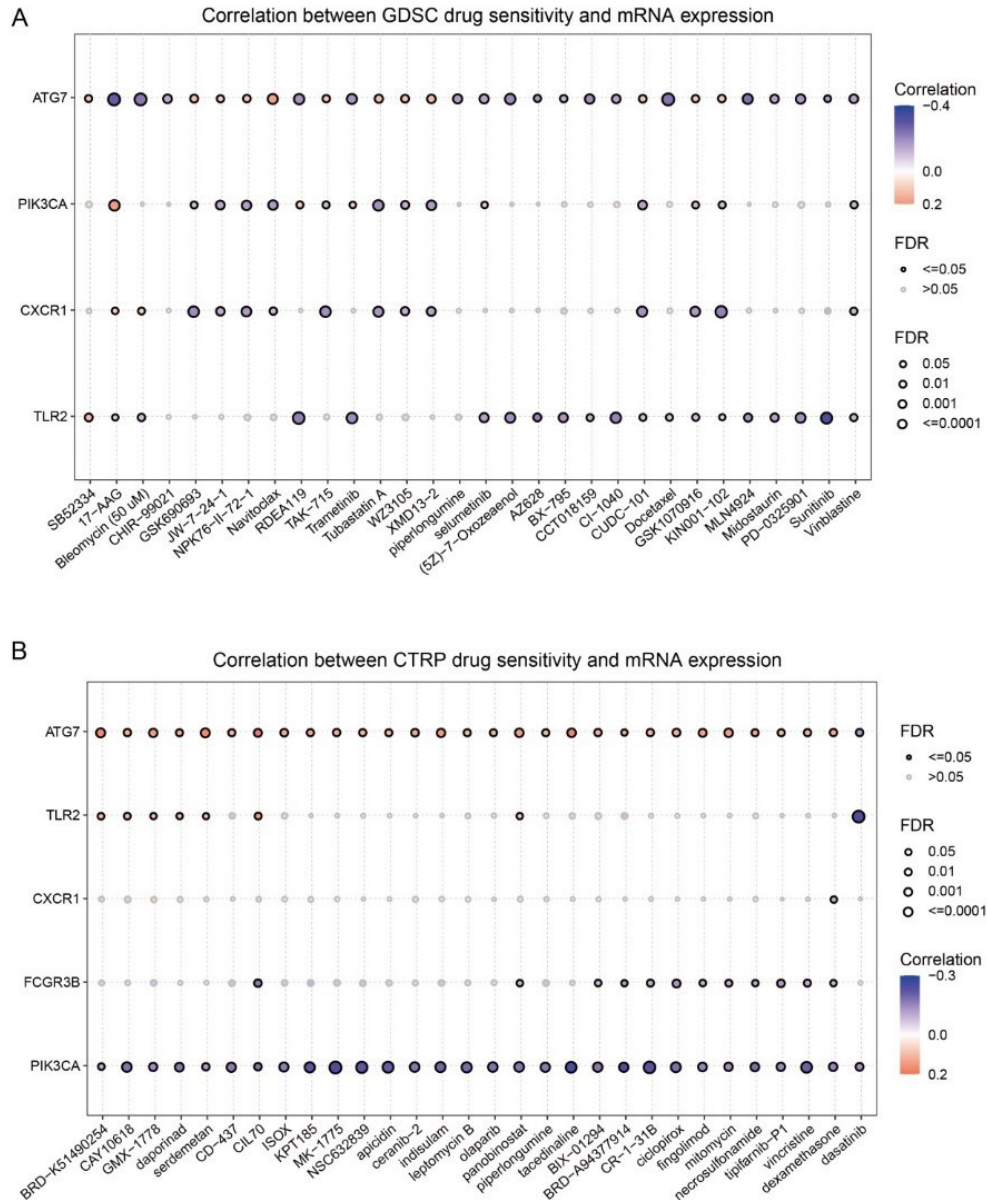 A
Correlation between GDSC drug sensitivity and mRNA expression
ATG7
PIK3CA
CXCR1
TLR2
SB52334
17-AAG
Bleomycin (50 uM)
CHIR-99021
GSK690693
JW-7-24-1
NPK76-II-72-1
Navitoclax
RDEA119
TAK-715
Trametinib
Tubastatin A
WZ3105
XMD13-2
piperlongumine
selumetinib
(5Z)-7-Oxozeaenol
AZ628
BX-795
CCT018159
CI-1040
CUDC-101
Docetaxel
GSK1070916
KIN001-102
MLN4924
Midostaurin
PD-0325901
Sunitinib
Vinblastine
Correlation
-0.4
0.0
0.2
FDR
<=0.05
>0.05
FDR
0.05
0.01
0.001
<=0.0001
B
Correlation between CTRP drug sensitivity and mRNA expression
ATG7
TLR2
CXCR1
FCGR3B
PIK3CA
BRD-K51490254
CAY10618
GMX-1778
daporinad
serdemetan
CD-437
CIL70
ISOX
KPT185
MK-1775
NSC632839
apicidin
ceranib-2
indisulam
leptomycin B
olaparib
panobinostat
piperlongumine
tacedinaline
BIX-01294
BRD-A94377914
CR-1-31B
ciclopirox
fingolimod
mitomycin
necrosulfonamide
tipifarnib-P1
vincristine
dexamethasone
dasatinib
FDR
<=0.05
>0.05
FDR
0.05
0.01
0.001
<=0.0001
Correlation
-0.3
0.0
0.2